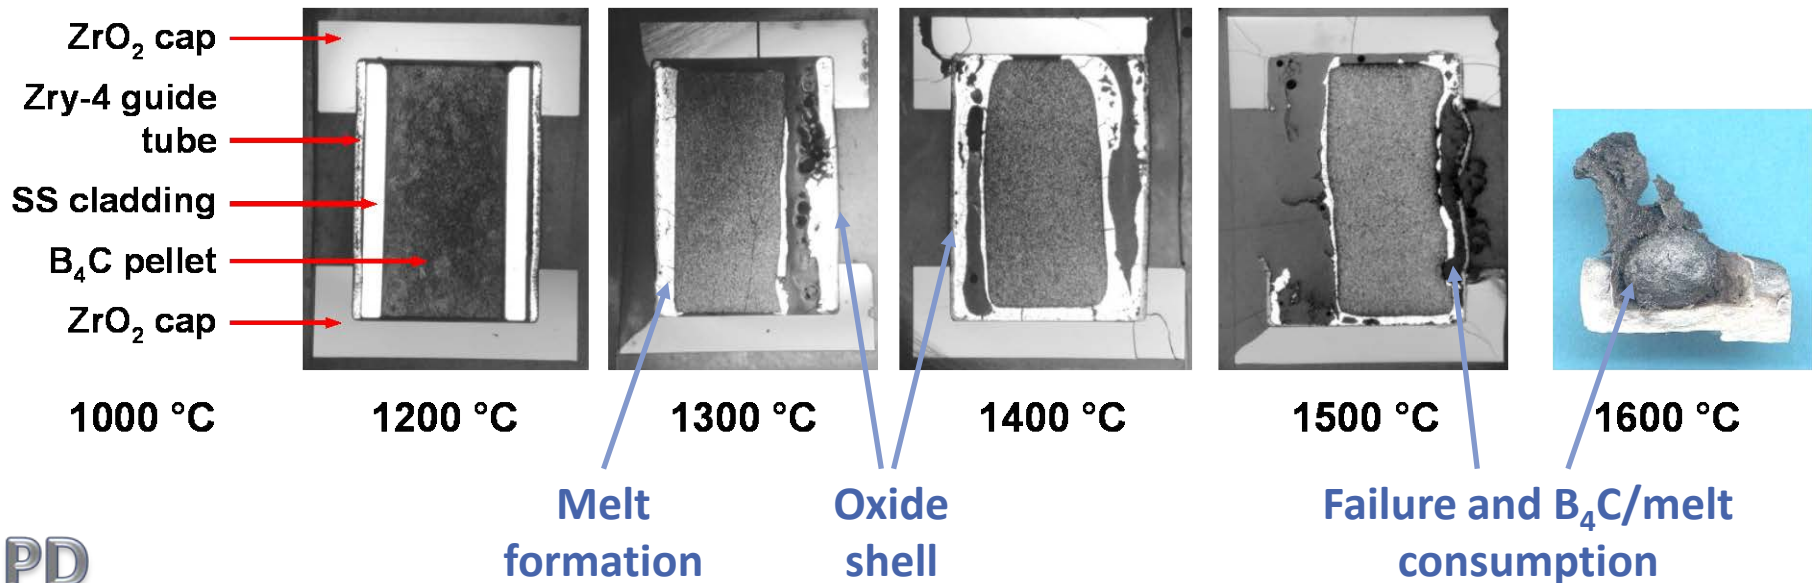 ZrO₂ cap
Zry-4 guide
tube
SS cladding
B₄C pellet
ZrO₂ cap
1000 °C 1200 °C 1300 °C 1400 °C 1500 °C 1600 °C
Melt
formation
Oxide
shell
Failure and B₄C/melt
consumption
PD